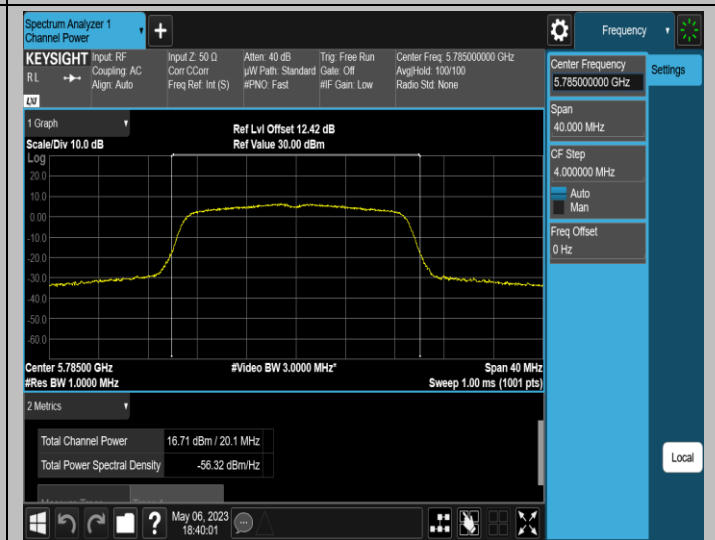 Spectrum Analyzer 1
Channel Power
+
Frequency
KEYSIGHT
RL
LXI
Input: RF
Coupling: AC
Align: Auto
Input Z: 50 Ω
Corr CCorr
Freq Ref: Int (S)
Atten: 40 dB
µW Path: Standard
#PNO: Fast
Trig: Free Run
Gate: Off
#IF Gain: Low
Center Freq: 5.785000000 GHz
Avg|Hold: 100/100
Radio Std: None
Center Frequency
5.785000000 GHz
Settings
Span
40.000 MHz
CF Step
4.000000 MHz
Auto
Man
Freq Offset
0 Hz
1 Graph
Scale/Div 10.0 dB
Ref Lvl Offset 12.42 dB
Ref Value 30.00 dBm
Log
20.0
10.0
0.00
-10.0
-20.0
-30.0
-40.0
-50.0
-60.0
Center 5.78500 GHz
#Res BW 1.0000 MHz
#Video BW 3.0000 MHz*
Span 40 MHz
Sweep 1.00 ms (1001 pts)
2 Metrics
Total Channel Power 16.71 dBm / 20.1 MHz
Total Power Spectral Density -56.32 dBm/Hz
Local
?
May 06, 2023
18:40:01